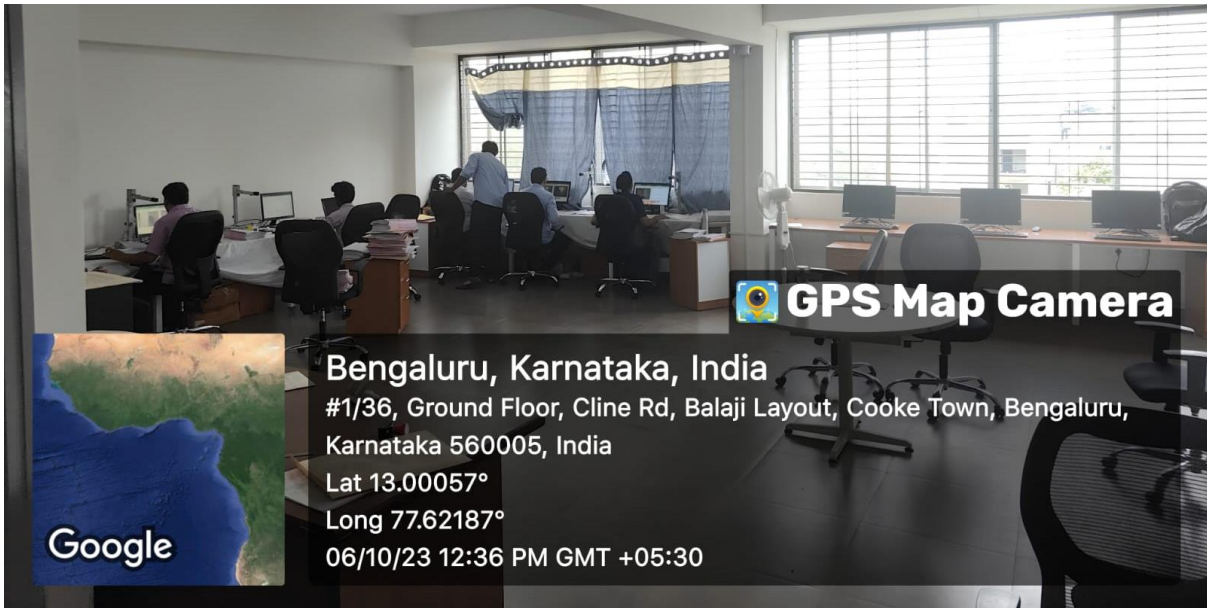 GPS Map Camera
Bengaluru, Karnataka, India
#1/36, Ground Floor, Cline Rd, Balaji Layout, Cooke Town, Bengaluru,
Karnataka 560005, India
Lat 13.00057°
Long 77.62187°
06/10/23 12:36 PM GMT +05:30
Google